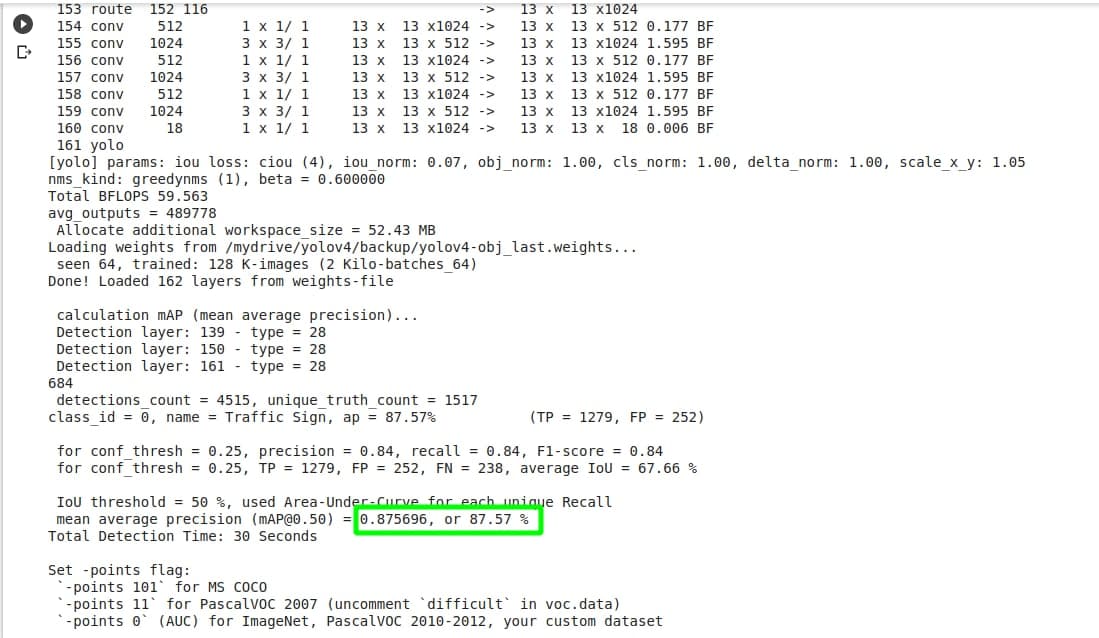 153 route 152 116 -> 13 x 13 x1024
154 conv 512 1 x 1/ 1 13 x 13 x1024 -> 13 x 13 x 512 0.177 BF
155 conv 1024 3 x 3/ 1 13 x 13 x 512 -> 13 x 13 x1024 1.595 BF
156 conv 512 1 x 1/ 1 13 x 13 x1024 -> 13 x 13 x 512 0.177 BF
157 conv 1024 3 x 3/ 1 13 x 13 x 512 -> 13 x 13 x1024 1.595 BF
158 conv 512 1 x 1/ 1 13 x 13 x1024 -> 13 x 13 x 512 0.177 BF
159 conv 1024 3 x 3/ 1 13 x 13 x 512 -> 13 x 13 x1024 1.595 BF
160 conv 18 1 x 1/ 1 13 x 13 x1024 -> 13 x 13 x 18 0.006 BF
161 yolo
[yolo] params: iou loss: ciou (4), iou_norm: 0.07, obj_norm: 1.00, cls_norm: 1.00, delta_norm: 1.00, scale_x_y: 1.05
nms_kind: greedynms (1), beta = 0.600000
Total BFLOPS 59.563
avg_outputs = 489778
Allocate additional workspace_size = 52.43 MB
Loading weights from /mydrive/yolov4/backup/yolov4-obj_last.weights...
seen 64, trained: 128 K-images (2 Kilo-batches_64)
Done! Loaded 162 layers from weights-file
calculation mAP (mean average precision)...
Detection layer: 139 - type = 28
Detection layer: 150 - type = 28
Detection layer: 161 - type = 28
684
detections_count = 4515, unique_truth_count = 1517
class_id = 0, name = Traffic Sign, ap = 87.57% (TP = 1279, FP = 252)
for conf_thresh = 0.25, precision = 0.84, recall = 0.84, F1-score = 0.84
for conf_thresh = 0.25, TP = 1279, FP = 252, FN = 238, average IoU = 67.66 %
IoU threshold = 50 %, used Area-Under-Curve for each unique Recall
mean average precision (mAP@0.50) = 0.875696, or 87.57 %
Total Detection Time: 30 Seconds
Set -points flag:
`-points 101` for MS COCO
`-points 11` for PascalVOC 2007 (uncomment `difficult` in voc.data)
`-points 0` (AUC) for ImageNet, PascalVOC 2010-2012, your custom dataset